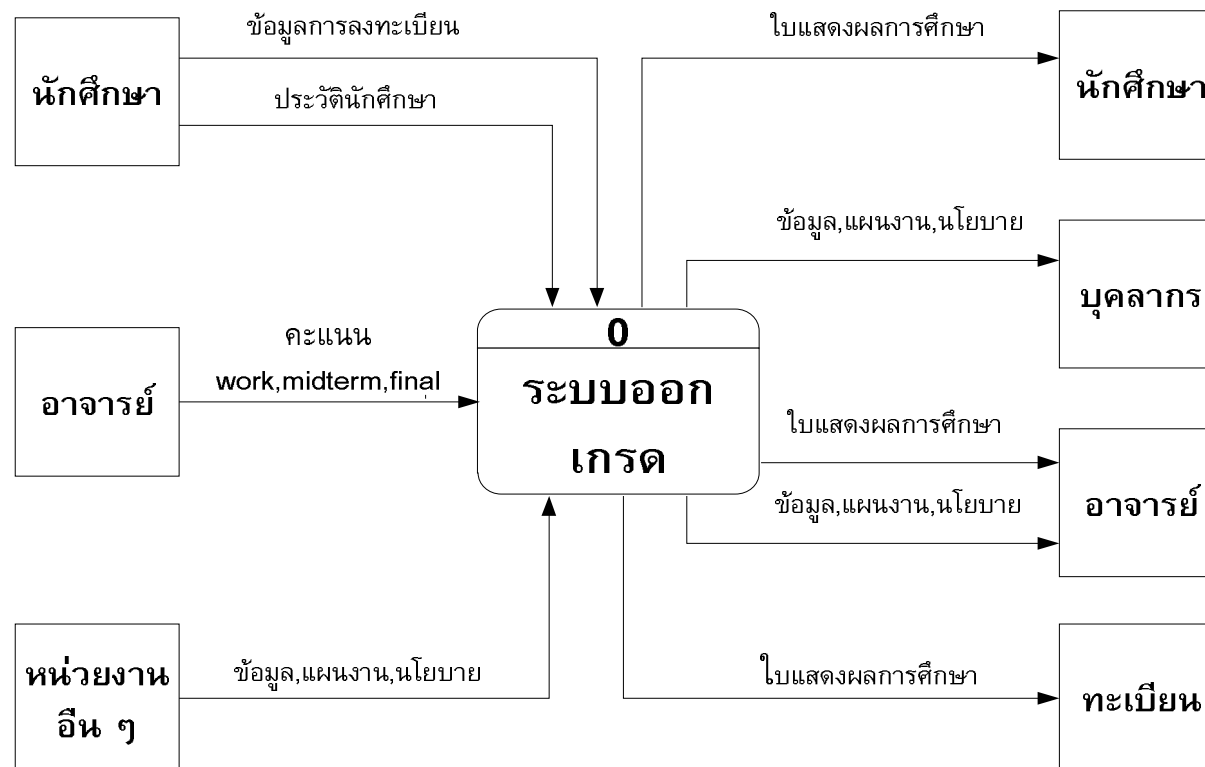 ข้อมูลการลงทะเบียน
ใบแสดงผลการศึกษา
นักศึกษา
นักศึกษา
ประวัตินักศึกษา
ข้อมูล,แผนงาน,นโยบาย
บุคลากร
0
คะแนน
work,midterm,final
ระบบออก
เกรด
อาจารย์
ใบแสดงผลการศึกษา
ข้อมูล,แผนงาน,นโยบาย
อาจารย์
หน่วยงาน
อืน ๆ
ข้อมูล,แผนงาน,นโยบาย
ใบแสดงผลการศึกษา
ทะเบียน